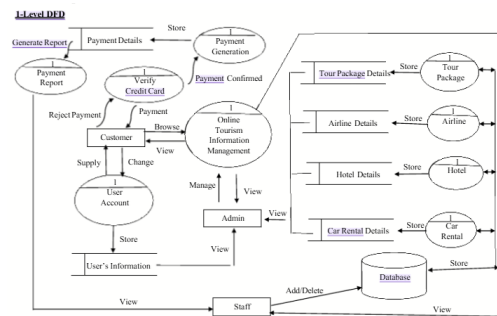 1-Level DFD
Store
Generate Report
Payment Details
1
Payment
Generation
1
Payment
Report
1
Verify
Credit Card
Payment Confirmed
Reject Payment
Payment
Customer
Browse
View
1
Online
Tourism
Information
Management
Supply
Change
Manage
View
1
User
Account
Admin
View
Store
View
User's Information
Tour Package Details
Store
1
Tour
Package
Airline Details
Store
1
Airline
Hotel Details
Store
1
Hotel
Car Rental Details
Store
1
Car
Rental
Database
Store
Add/Delete
View
Staff
View